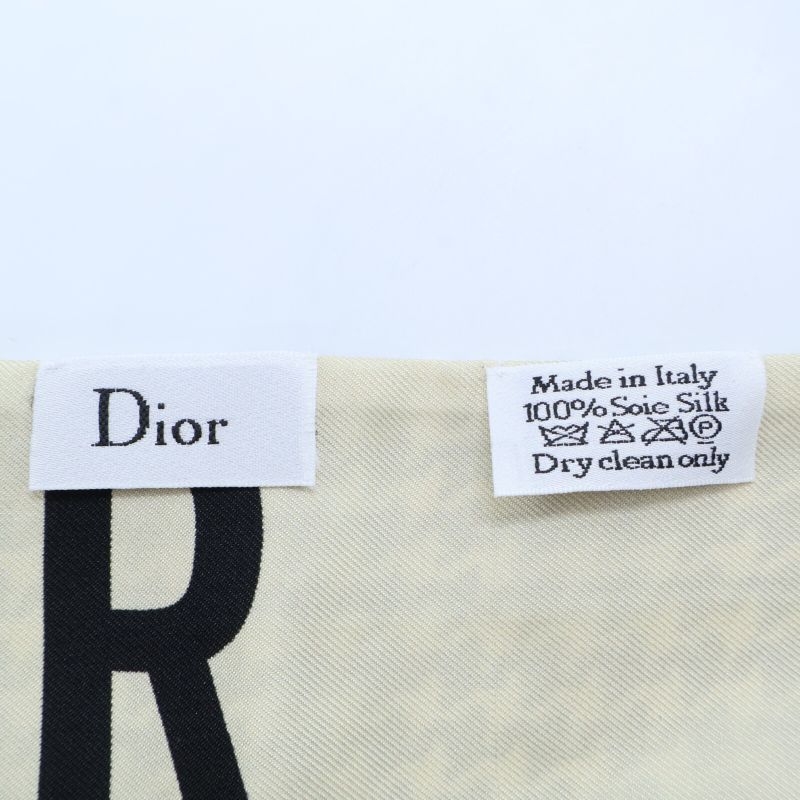 Dior
Made in Italy
100% Soie Silk
Dry clean only
R